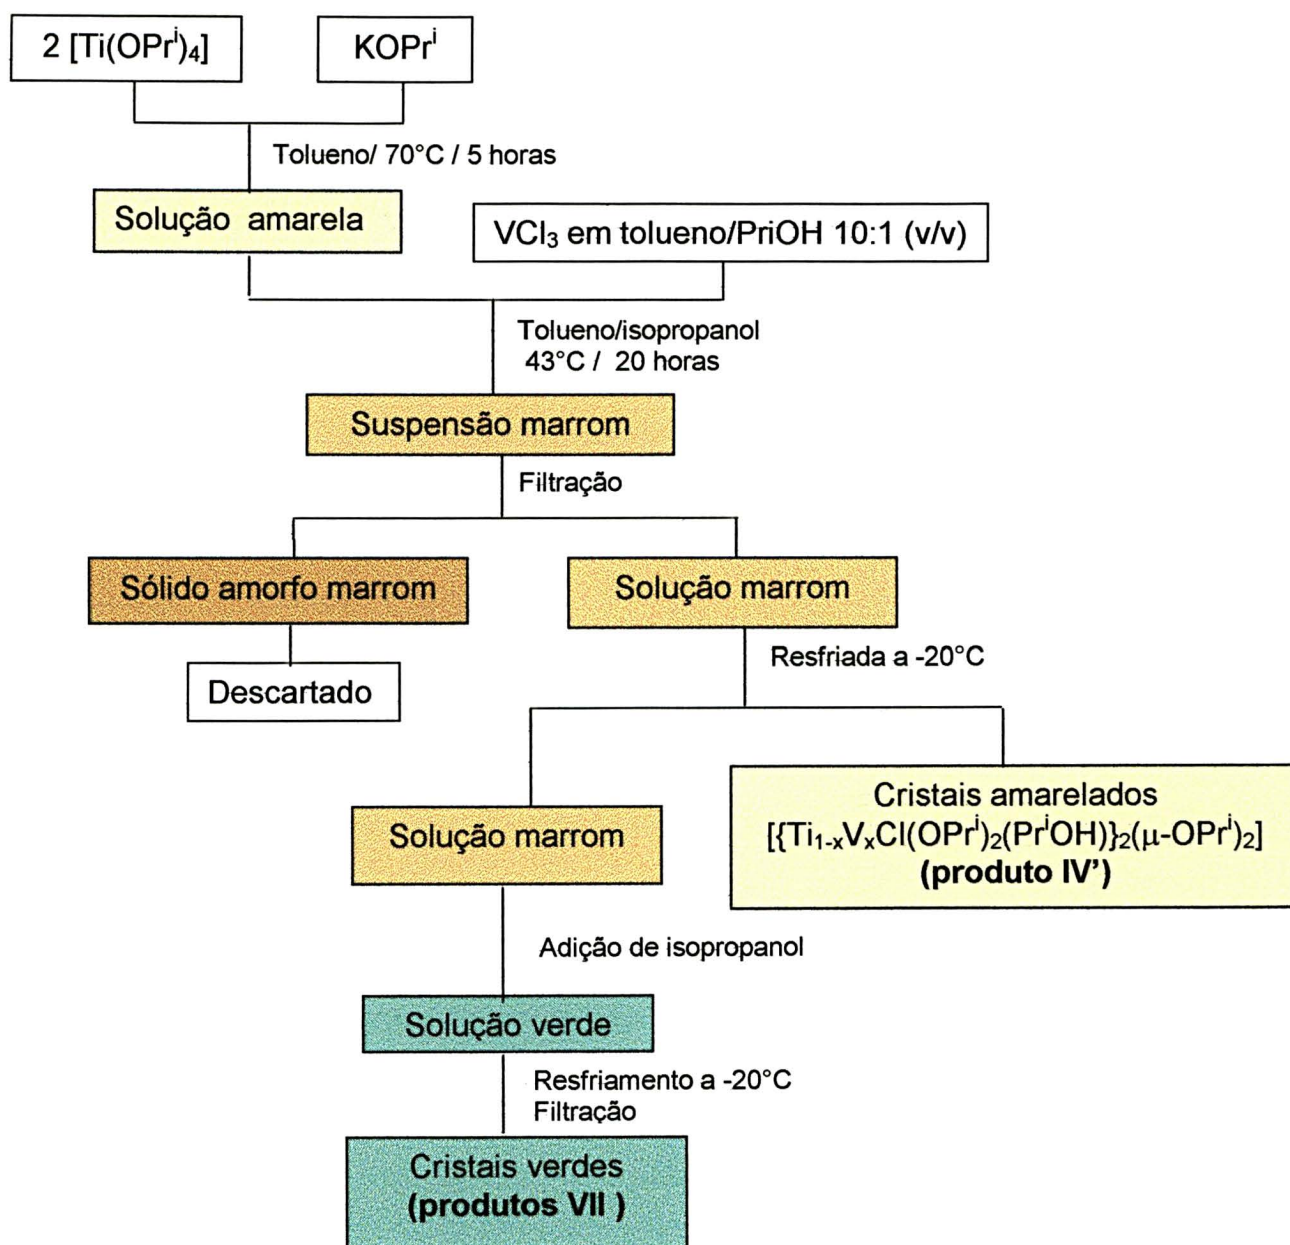 2 [Ti(OPrⁱ)₄]
KOPrⁱ
Tolueno/ 70°C / 5 horas
Solução amarela
VCl₃ em tolueno/PriOH 10:1 (v/v)
Tolueno/isopropanol
43°C / 20 horas
Suspensão marrom
Filtração
Sólido amorfo marrom
Solução marrom
Resfriada a -20°C
Descartado
Cristais amarelados
[{Ti₁₋ₓVₓCl(OPrⁱ)₂(PrⁱOH)}₂(μ-OPrⁱ)₂]
(produto IV')
Solução marrom
Adição de isopropanol
Solução verde
Resfriamento a -20°C
Filtração
Cristais verdes
(produtos VII )